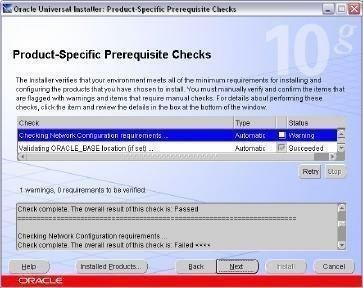 Oracle Universal Installer: Product-Specific Prerequisite Checks
Product-Specific Prerequisite Checks
10g
The Installer verifies that your environment meets all of the minimum requirements for installing and
configuring the products that you have chosen to install. You must manually verify and confirm the items that
are flagged with warnings and items that require manual checks. For details about performing these
checks, click the item and review the details in the box at the bottom of the window.
Check Type Status
Checking Network Configuration requirements ... Automatic Warning
Validating ORACLE_BASE location (if set) ... Automatic Succeeded
Retry Stop
1 warnings, 0 requirements to be verified.
Check complete. The overall result of this check is: Passed
Checking Network Configuration requirements ...
Check complete. The overall result of this check is: Failed <<<<
Help Installed Products... Back Next Install Cancel
ORACLE